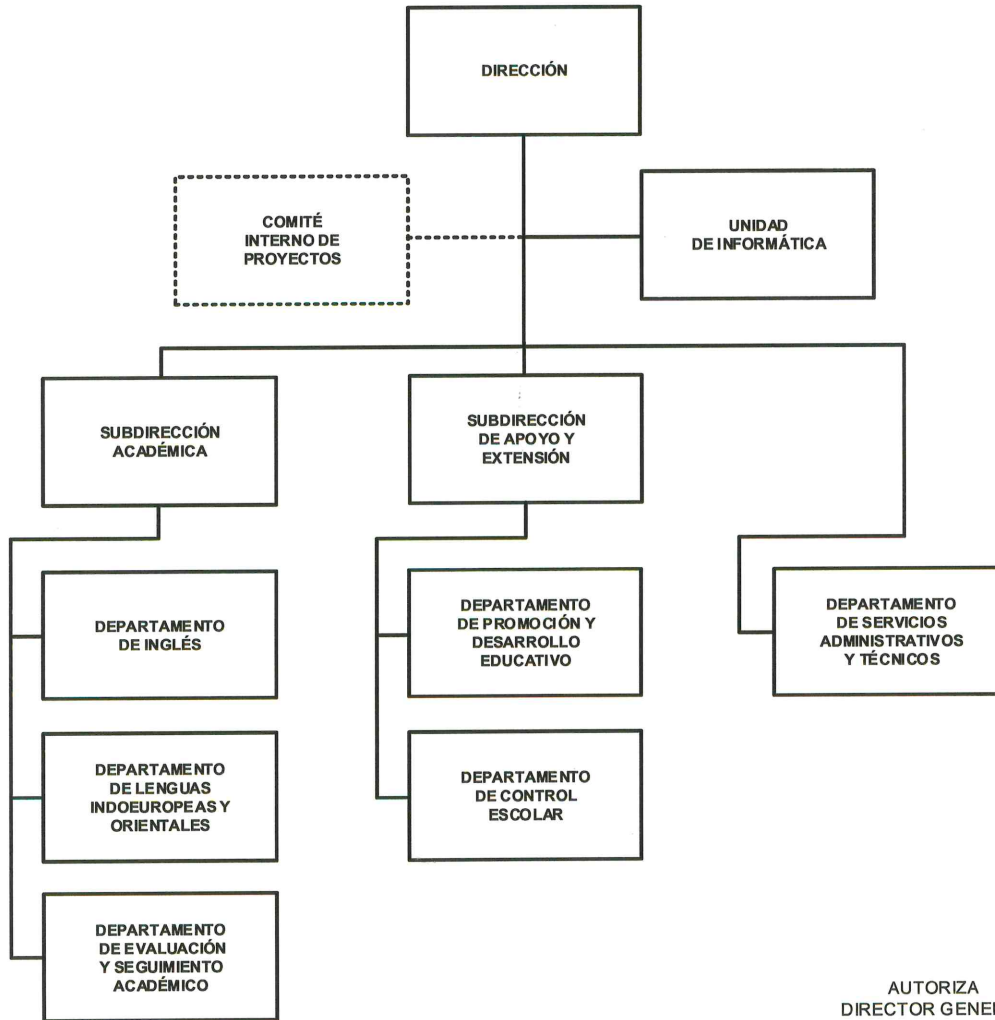 DIRECCIÓN
COMITÉ
INTERNO DE
PROYECTOS
UNIDAD
DE INFORMÁTICA
SUBDIRECCIÓN
ACADÉMICA
SUBDIRECCIÓN
DE APOYO Y
EXTENSIÓN
DEPARTAMENTO
DE INGLÉS
DEPARTAMENTO
DE PROMOCIÓN Y
DESARROLLO
EDUCATIVO
DEPARTAMENTO
DE SERVICIOS
ADMINISTRATIVOS
Y TÉCNICOS
DEPARTAMENTO
DE LENGUAS
INDOEUROPEAS Y
ORIENTALES
DEPARTAMENTO
DE CONTROL
ESCOLAR
DEPARTAMENTO
DE EVALUACIÓN
Y SEGUIMIENTO
ACADÉMICO
AUTORIZA
DIRECTOR